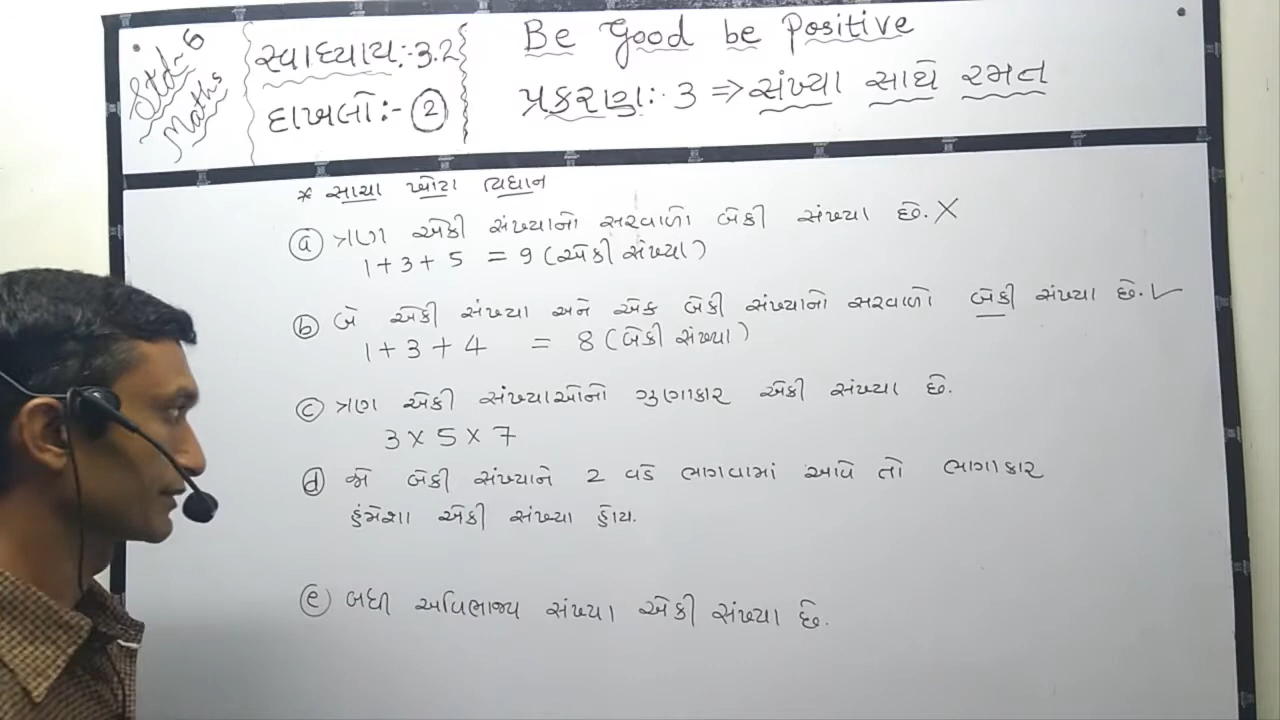 Std-6
Maths
સ્વાધ્યાય:-3.2
દાખલો:- 2
Be Good be Positive
પ્રકરણ: 3 ⇒ સંખ્યા સાથે રમત
* સાચા ખોટા વિધાન
a ત્રણ એકી સંખ્યાનો સરવાળો બેકી સંખ્યા છે. X
1+3+5 = 9 (એકી સંખ્યા)
b બે એકી સંખ્યા અને એક બેકી સંખ્યાનો સરવાળો બેકી સંખ્યા છે. ✓
1+3+4 = 8 (બેકી સંખ્યા)
c ત્રણ એકી સંખ્યાઓનો ગુણાકાર એકી સંખ્યા છે.
3 × 5 × 7
d જો બેકી સંખ્યાને 2 વડે ભાગવામાં આવે તો ભાગાકાર
હંમેશા એકી સંખ્યા હોય.
e બધી અવિભાજ્ય સંખ્યા એકી સંખ્યા છે.